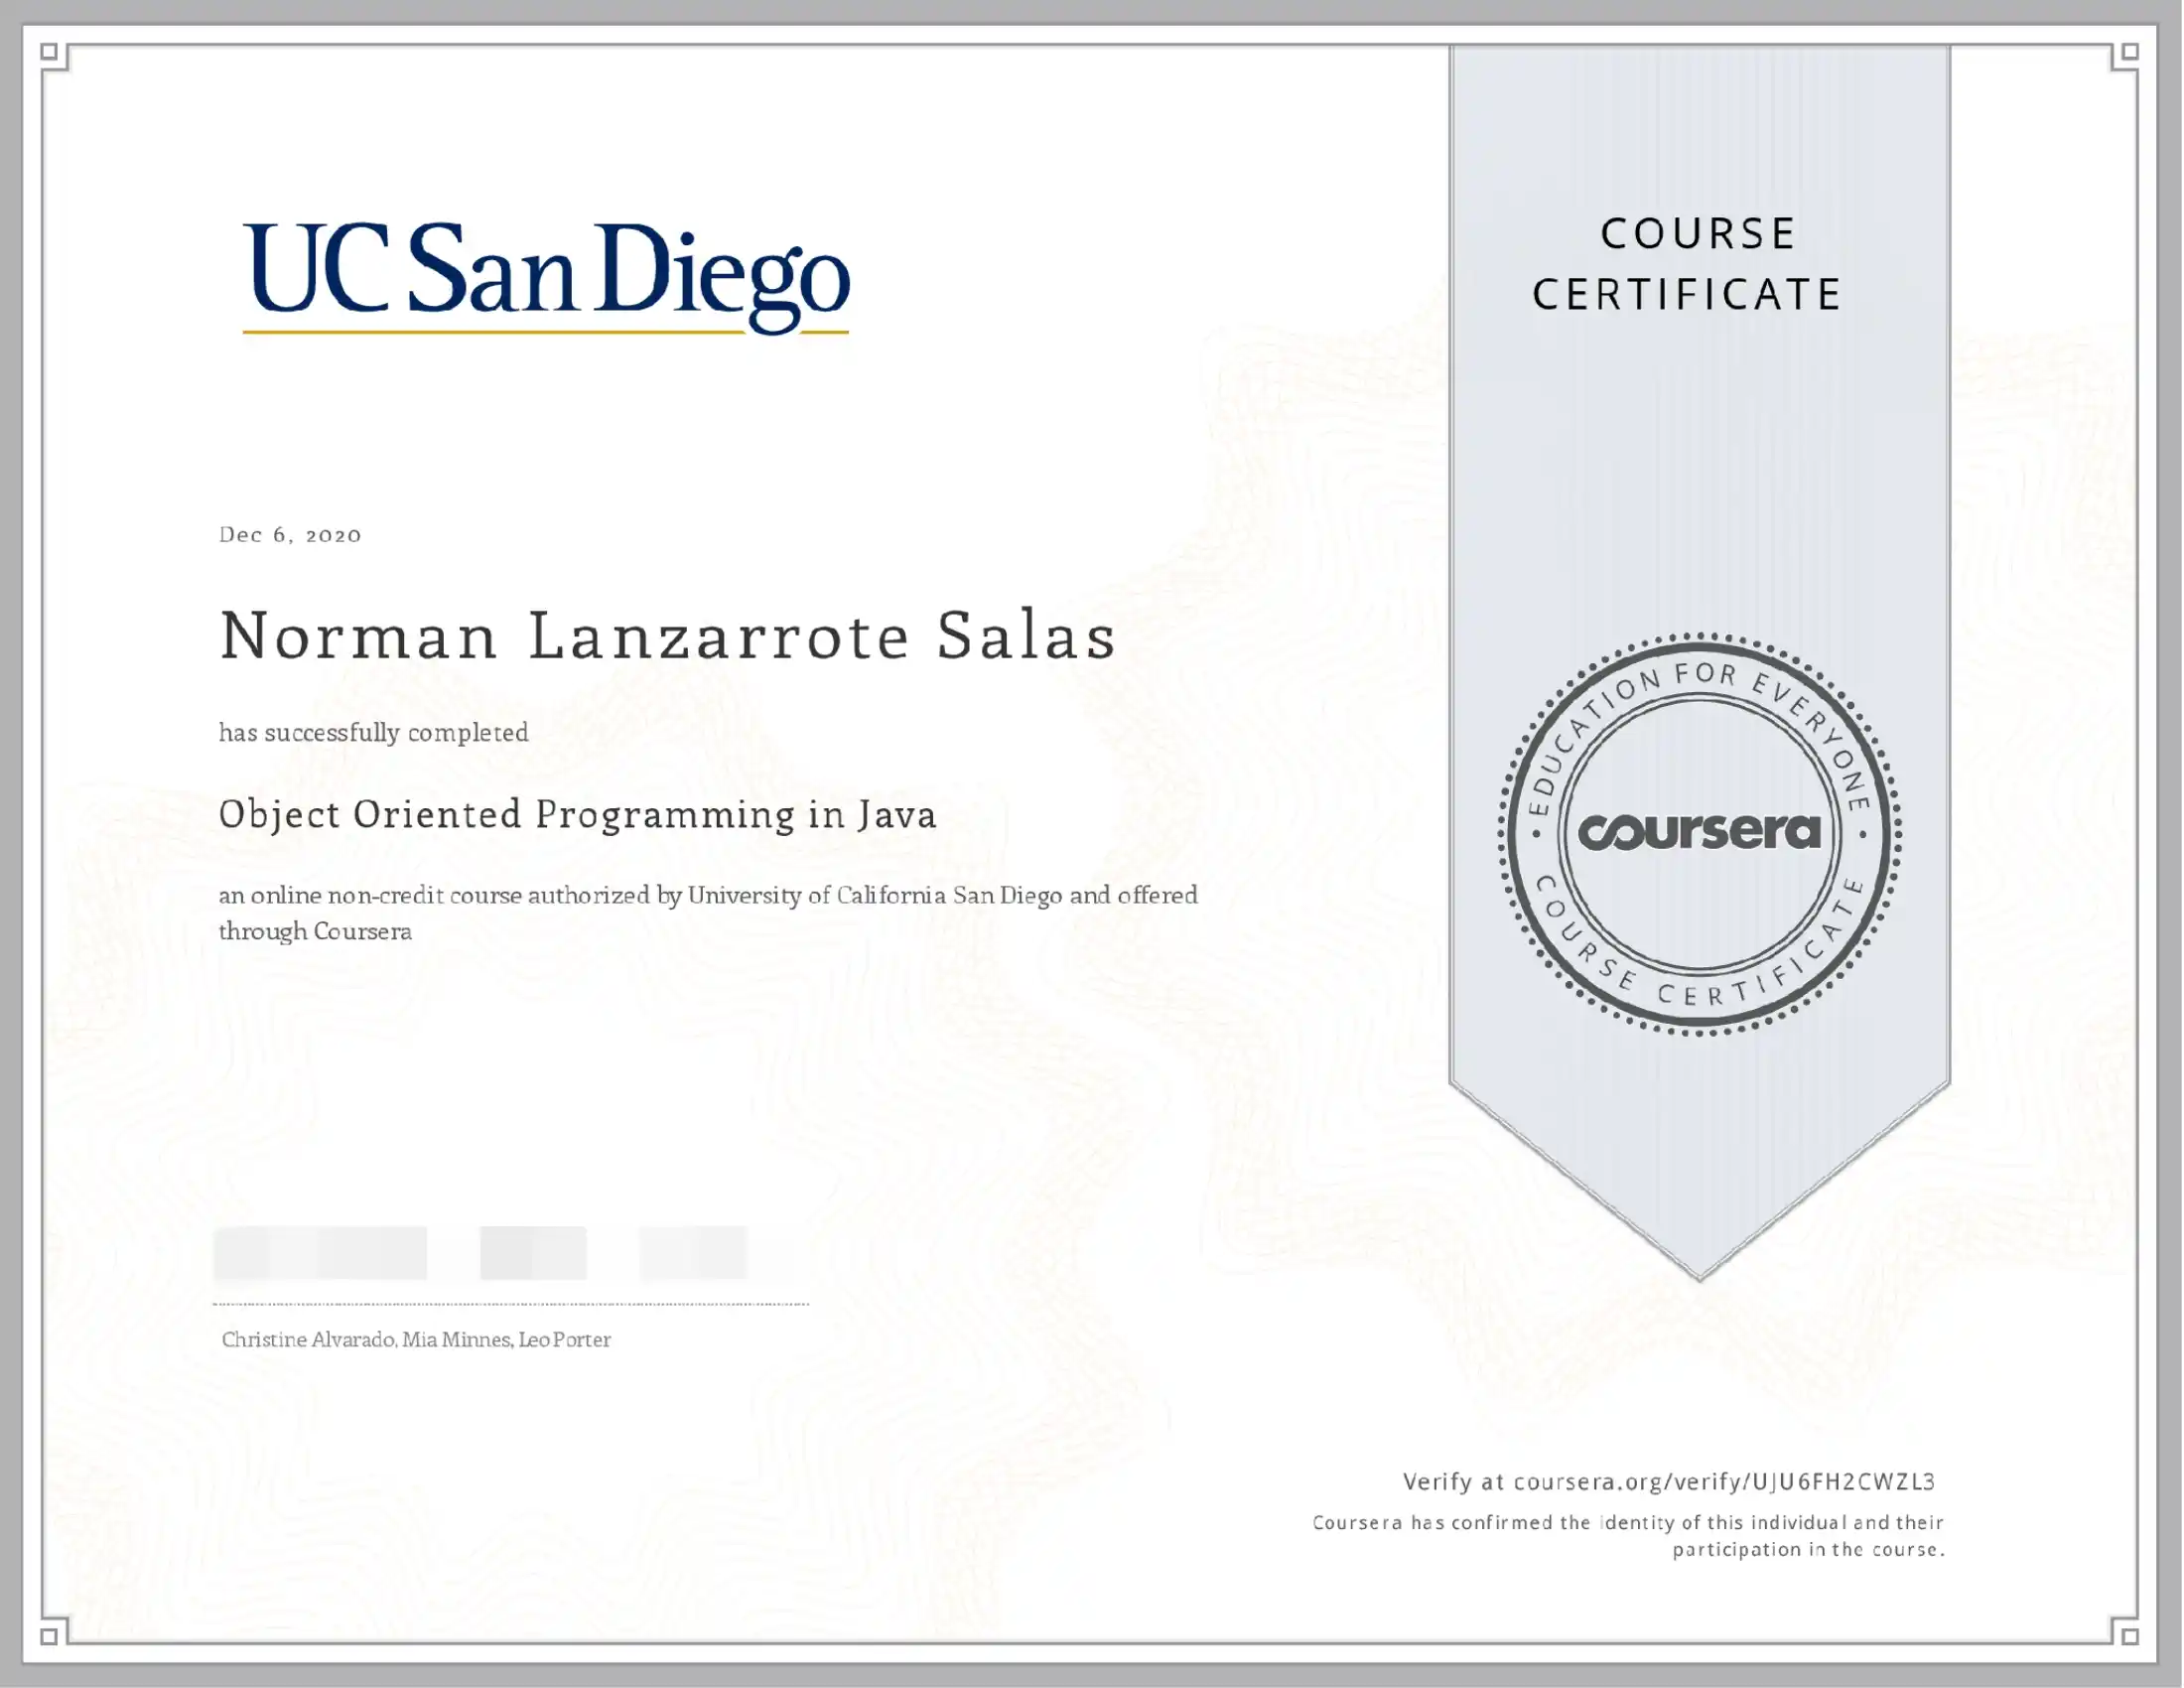 UC San Diego
COURSE
CERTIFICATE
Dec 6, 2020
Norman Lanzarrote Salas
has successfully completed
Object Oriented Programming in Java
an online non-credit course authorized by University of California San Diego and offered
through Coursera
EDUCATION FOR EVERYONE
coursera
COURSE CERTIFICATE
Christine Alvarado, Mia Minnes, Leo Porter
Verify at coursera.org/verify/UJU6FH2CWZL3
Coursera has confirmed the identity of this individual and their
participation in the course.